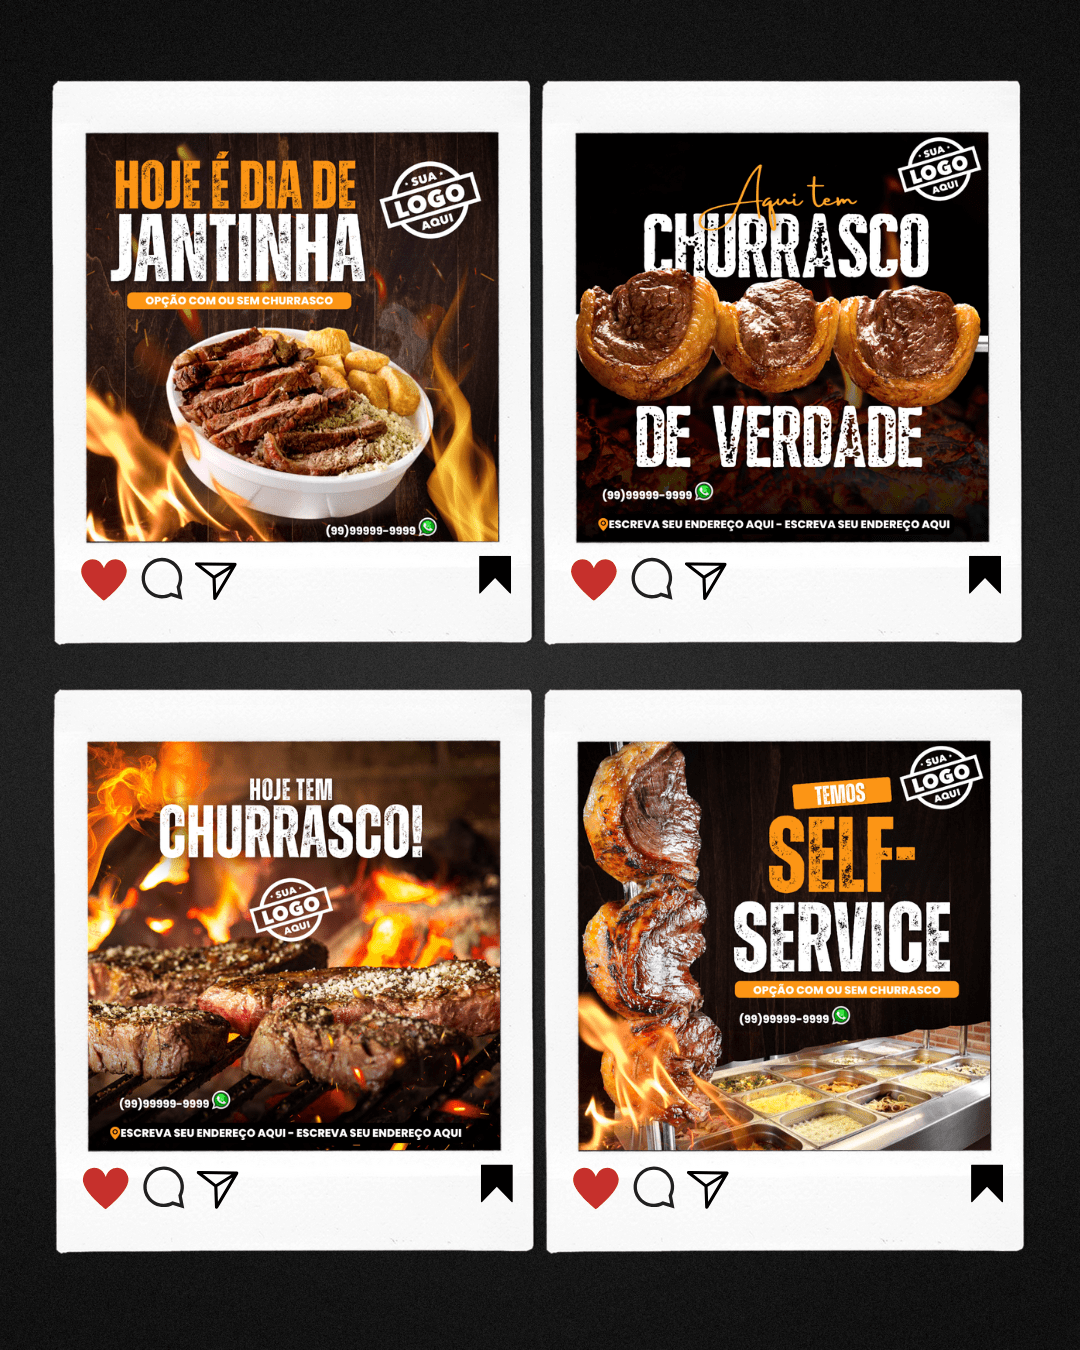 HOJE É DIA DE
JANTINHA
OPÇÃO COM OU SEM CHURRASCO
SUA
LOGO
AQUI
(99)99999-9999
Aqui tem
CHURRASCO
DE VERDADE
SUA
LOGO
AQUI
(99)99999-9999
ESCREVA SEU ENDEREÇO AQUI - ESCREVA SEU ENDEREÇO AQUI
HOJE TEM
CHURRASCO!
SUA
LOGO
AQUI
(99)99999-9999
ESCREVA SEU ENDEREÇO AQUI - ESCREVA SEU ENDEREÇO AQUI
TEMOS
SELF-
SERVICE
OPÇÃO COM OU SEM CHURRASCO
SUA
LOGO
AQUI
(99)99999-9999